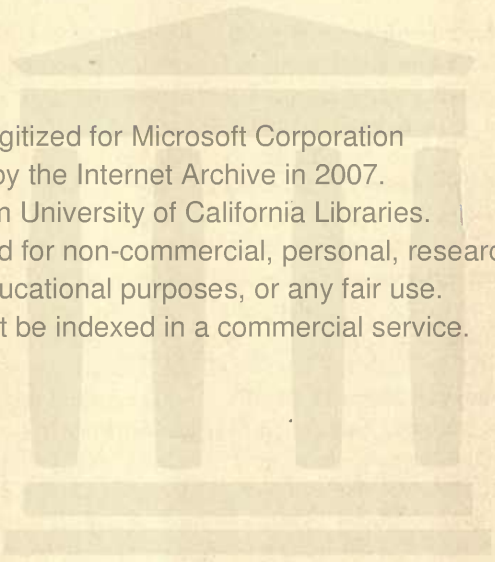 gitized for Microsoft Corporation
by the Internet Archive in 2007.
University of California Libraries.
for non-commercial, personal, researc
ucational purposes, or any fair use.
t be indexed in a commercial service.